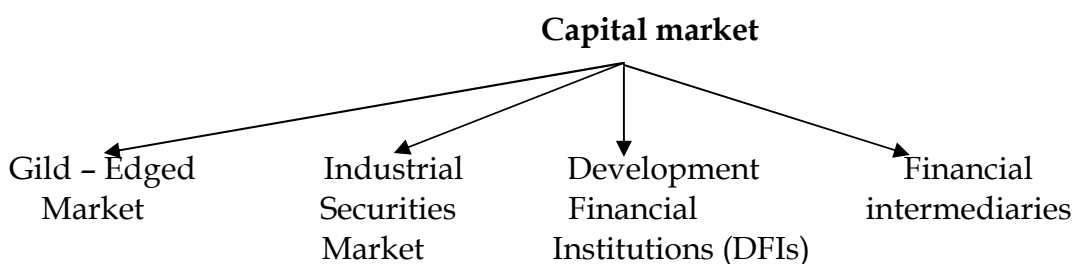 Capital market
Gild – Edged
Market
Industrial
Securities
Market
Development
Financial
Institutions (DFIs)
Financial
intermediaries